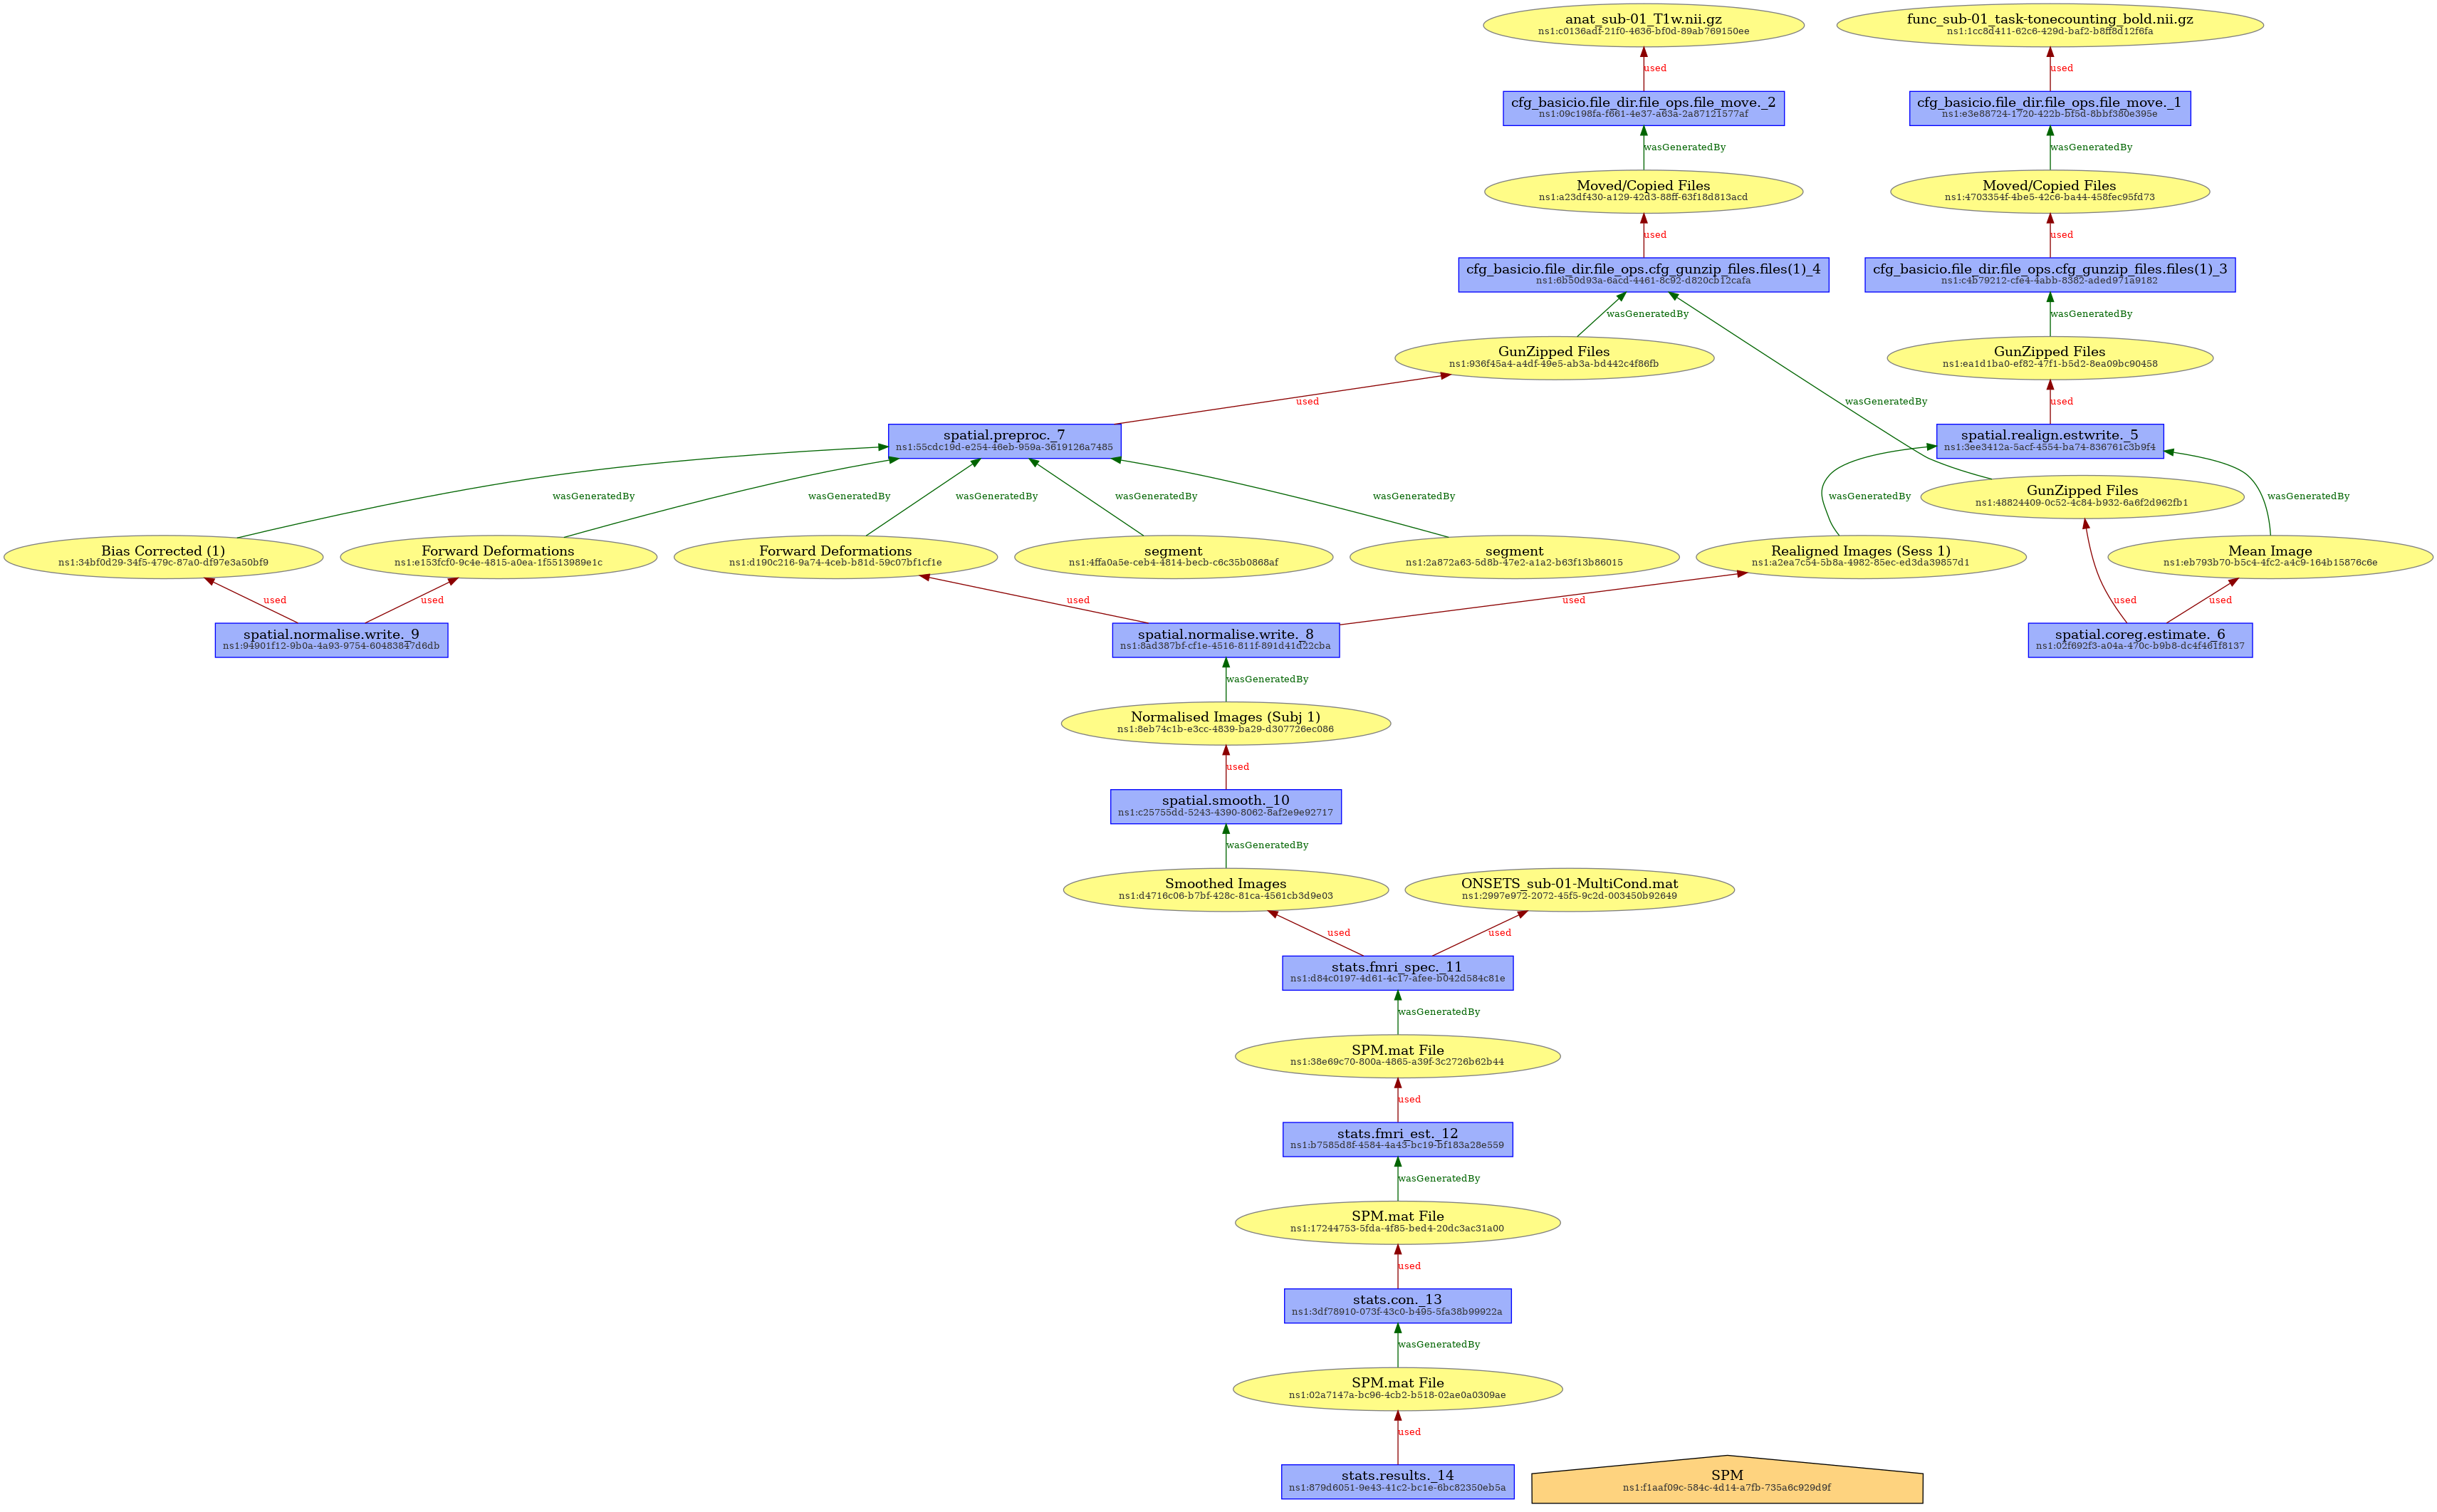 anat_sub-01_T1w.nii.gz
ns1:c0136adf-21f0-4636-bf0d-89ab769150ee
func_sub-01_task-tonecounting_bold.nii.gz
ns1:1cc8d411-62c6-429d-baf2-b8ff8d12f6fa
used
used
cfg_basicio.file_dir.file_ops.file_move._2
ns1:09c198fa-f661-4e37-a63a-2a87121577af
cfg_basicio.file_dir.file_ops.file_move._1
ns1:e3e88724-1720-422b-bf5d-8bbf380e395e
wasGeneratedBy
wasGeneratedBy
Moved/Copied Files
ns1:a23df430-a129-42d3-88ff-63f18d813acd
Moved/Copied Files
ns1:4703354f-4be5-42c6-ba44-458fec95fd73
used
used
cfg_basicio.file_dir.file_ops.cfg_gunzip_files.files(1)_4
ns1:6b50d93a-6acd-4461-8c92-d820cb12cafa
cfg_basicio.file_dir.file_ops.cfg_gunzip_files.files(1)_3
ns1:c4b79212-cfe4-4abb-8382-aded971a9182
wasGeneratedBy
wasGeneratedBy
GunZipped Files
ns1:936f45a4-a4df-49e5-ab3a-bd442c4f86fb
GunZipped Files
ns1:ea1d1ba0-ef82-47f1-b5d2-8ea09bc90458
used
wasGeneratedBy
used
spatial.preproc._7
ns1:55cdc19d-e254-46eb-959a-3619126a7485
spatial.realign.estwrite._5
ns1:3ee3412a-5acf-4554-ba74-836761c3b9f4
wasGeneratedBy
wasGeneratedBy
wasGeneratedBy
wasGeneratedBy
wasGeneratedBy
wasGeneratedBy
GunZipped Files
ns1:48824409-0c52-4c84-b932-6a6f2d962fb1
wasGeneratedBy
Bias Corrected (1)
ns1:34bf0d29-34f5-479c-87a0-df97e3a50bf9
Forward Deformations
ns1:e153fcf0-9c4e-4815-a0ea-1f5513989e1c
Forward Deformations
ns1:d190c216-9a74-4ceb-b81d-59c07bf1cf1e
segment
ns1:4ffa0a5e-ceb4-4814-becb-c6c35b0868af
segment
ns1:2a872a63-5d8b-47e2-a1a2-b63f13b86015
Realigned Images (Sess 1)
ns1:a2ea7c54-5b8a-4982-85ec-ed3da39857d1
Mean Image
ns1:eb793b70-b5c4-4fc2-a4c9-164b15876c6e
used
used
used
used
used
used
spatial.normalise.write._9
ns1:94901f12-9b0a-4a93-9754-60483847d6db
spatial.normalise.write._8
ns1:8ad387bf-cf1e-4516-811f-891d41d22cba
spatial.coreg.estimate._6
ns1:02f692f3-a04a-470c-b9b8-dc4f461f8137
wasGeneratedBy
Normalised Images (Subj 1)
ns1:8eb74c1b-e3cc-4839-ba29-d307726ec086
used
spatial.smooth._10
ns1:c25755dd-5243-4390-8062-8af2e9e92717
wasGeneratedBy
Smoothed Images
ns1:d4716c06-b7bf-428c-81ca-4561cb3d9e03
ONSETS_sub-01-MultiCond.mat
ns1:2997e972-2072-45f5-9c2d-003450b92649
used
used
stats.fmri_spec._11
ns1:d84c0197-4d61-4c17-afee-b042d584c81e
wasGeneratedBy
SPM.mat File
ns1:38e69c70-800a-4865-a39f-3c2726b62b44
used
stats.fmri_est._12
ns1:b7585d8f-4584-4a43-bc19-bf183a28e559
wasGeneratedBy
SPM.mat File
ns1:17244753-5fda-4f85-bed4-20dc3ac31a00
used
stats.con._13
ns1:3df78910-073f-43c0-b495-5fa38b99922a
wasGeneratedBy
SPM.mat File
ns1:02a7147a-bc96-4cb2-b518-02ae0a0309ae
used
stats.results._14
ns1:879d6051-9e43-41c2-bc1e-6bc82350eb5a
SPM
ns1:f1aaf09c-584c-4d14-a7fb-735a6c929d9f